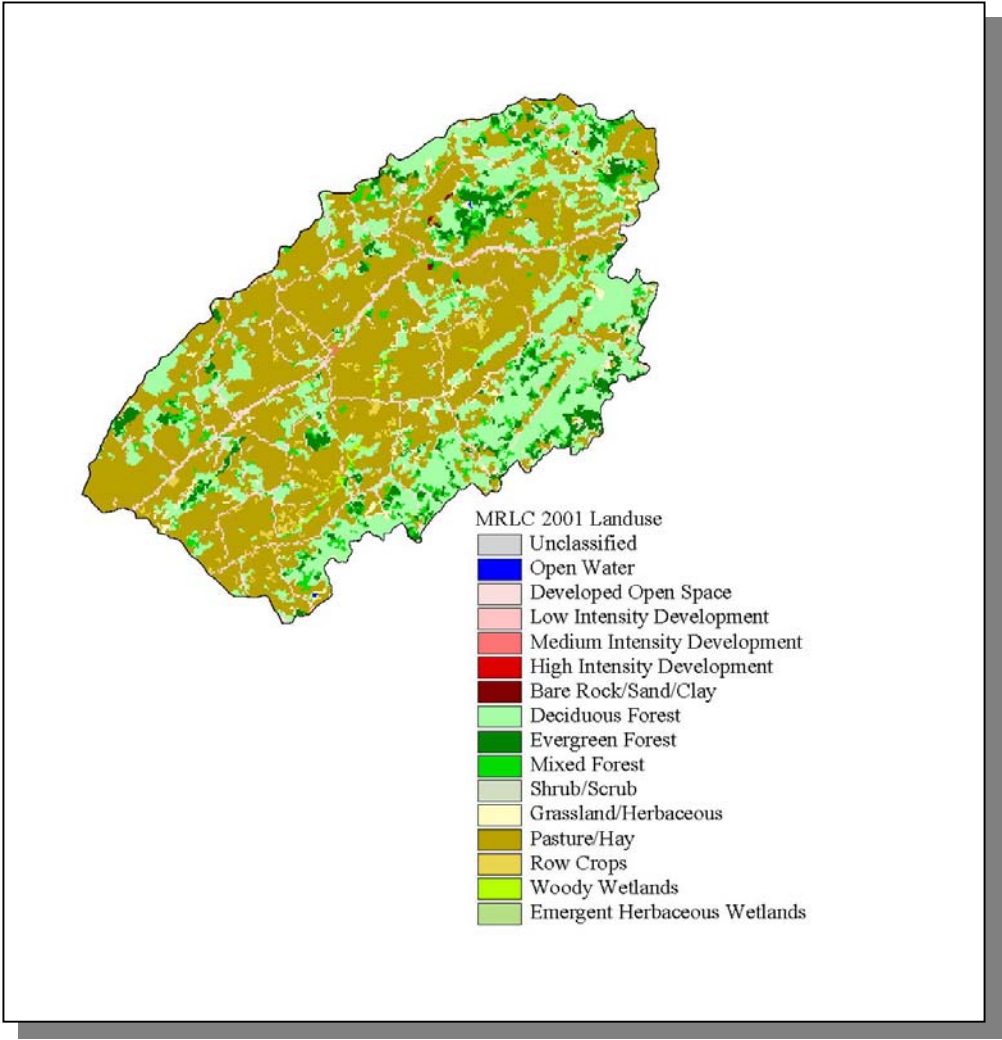 MRLC 2001 Landuse
Unclassified
Open Water
Developed Open Space
Low Intensity Development
Medium Intensity Development
High Intensity Development
Bare Rock/Sand/Clay
Deciduous Forest
Evergreen Forest
Mixed Forest
Shrub/Scrub
Grassland/Herbaceous
Pasture/Hay
Row Crops
Woody Wetlands
Emergent Herbaceous Wetlands